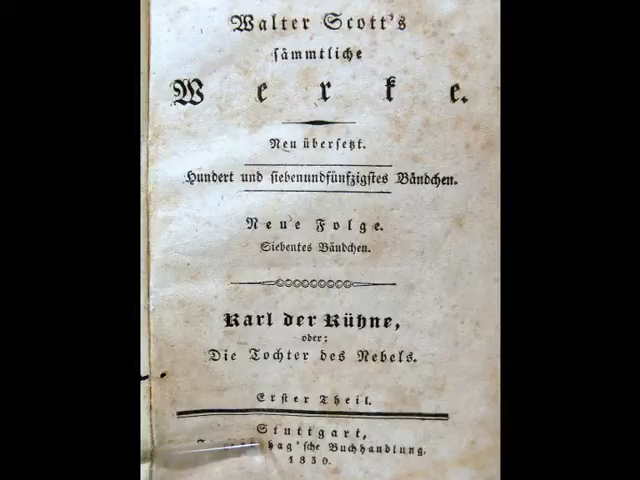 Walter Scott's
sämmtliche
Werke.
Neu übersetzt.
Hundert und siebenundfünfzigstes Bändchen.
Neue Folge.
Siebentes Bändchen.
Karl der Kühne,
oder:
Die Tochter des Nebels.
Erster Theil.
Stuttgart,
hag'sche Buchhandlung.
1830.